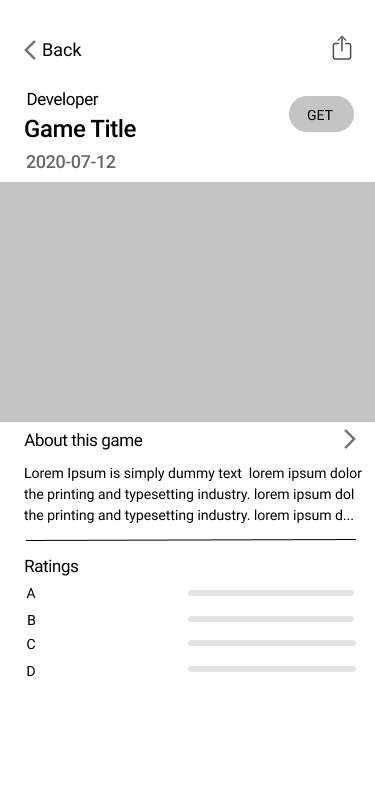 Back
Developer
Game Title
GET
2020-07-12
About this game
Lorem Ipsum is simply dummy text  lorem ipsum dolor
the printing and typesetting industry. lorem ipsum dol
the printing and typesetting industry. lorem ipsum d...
Ratings
A
B
C
D